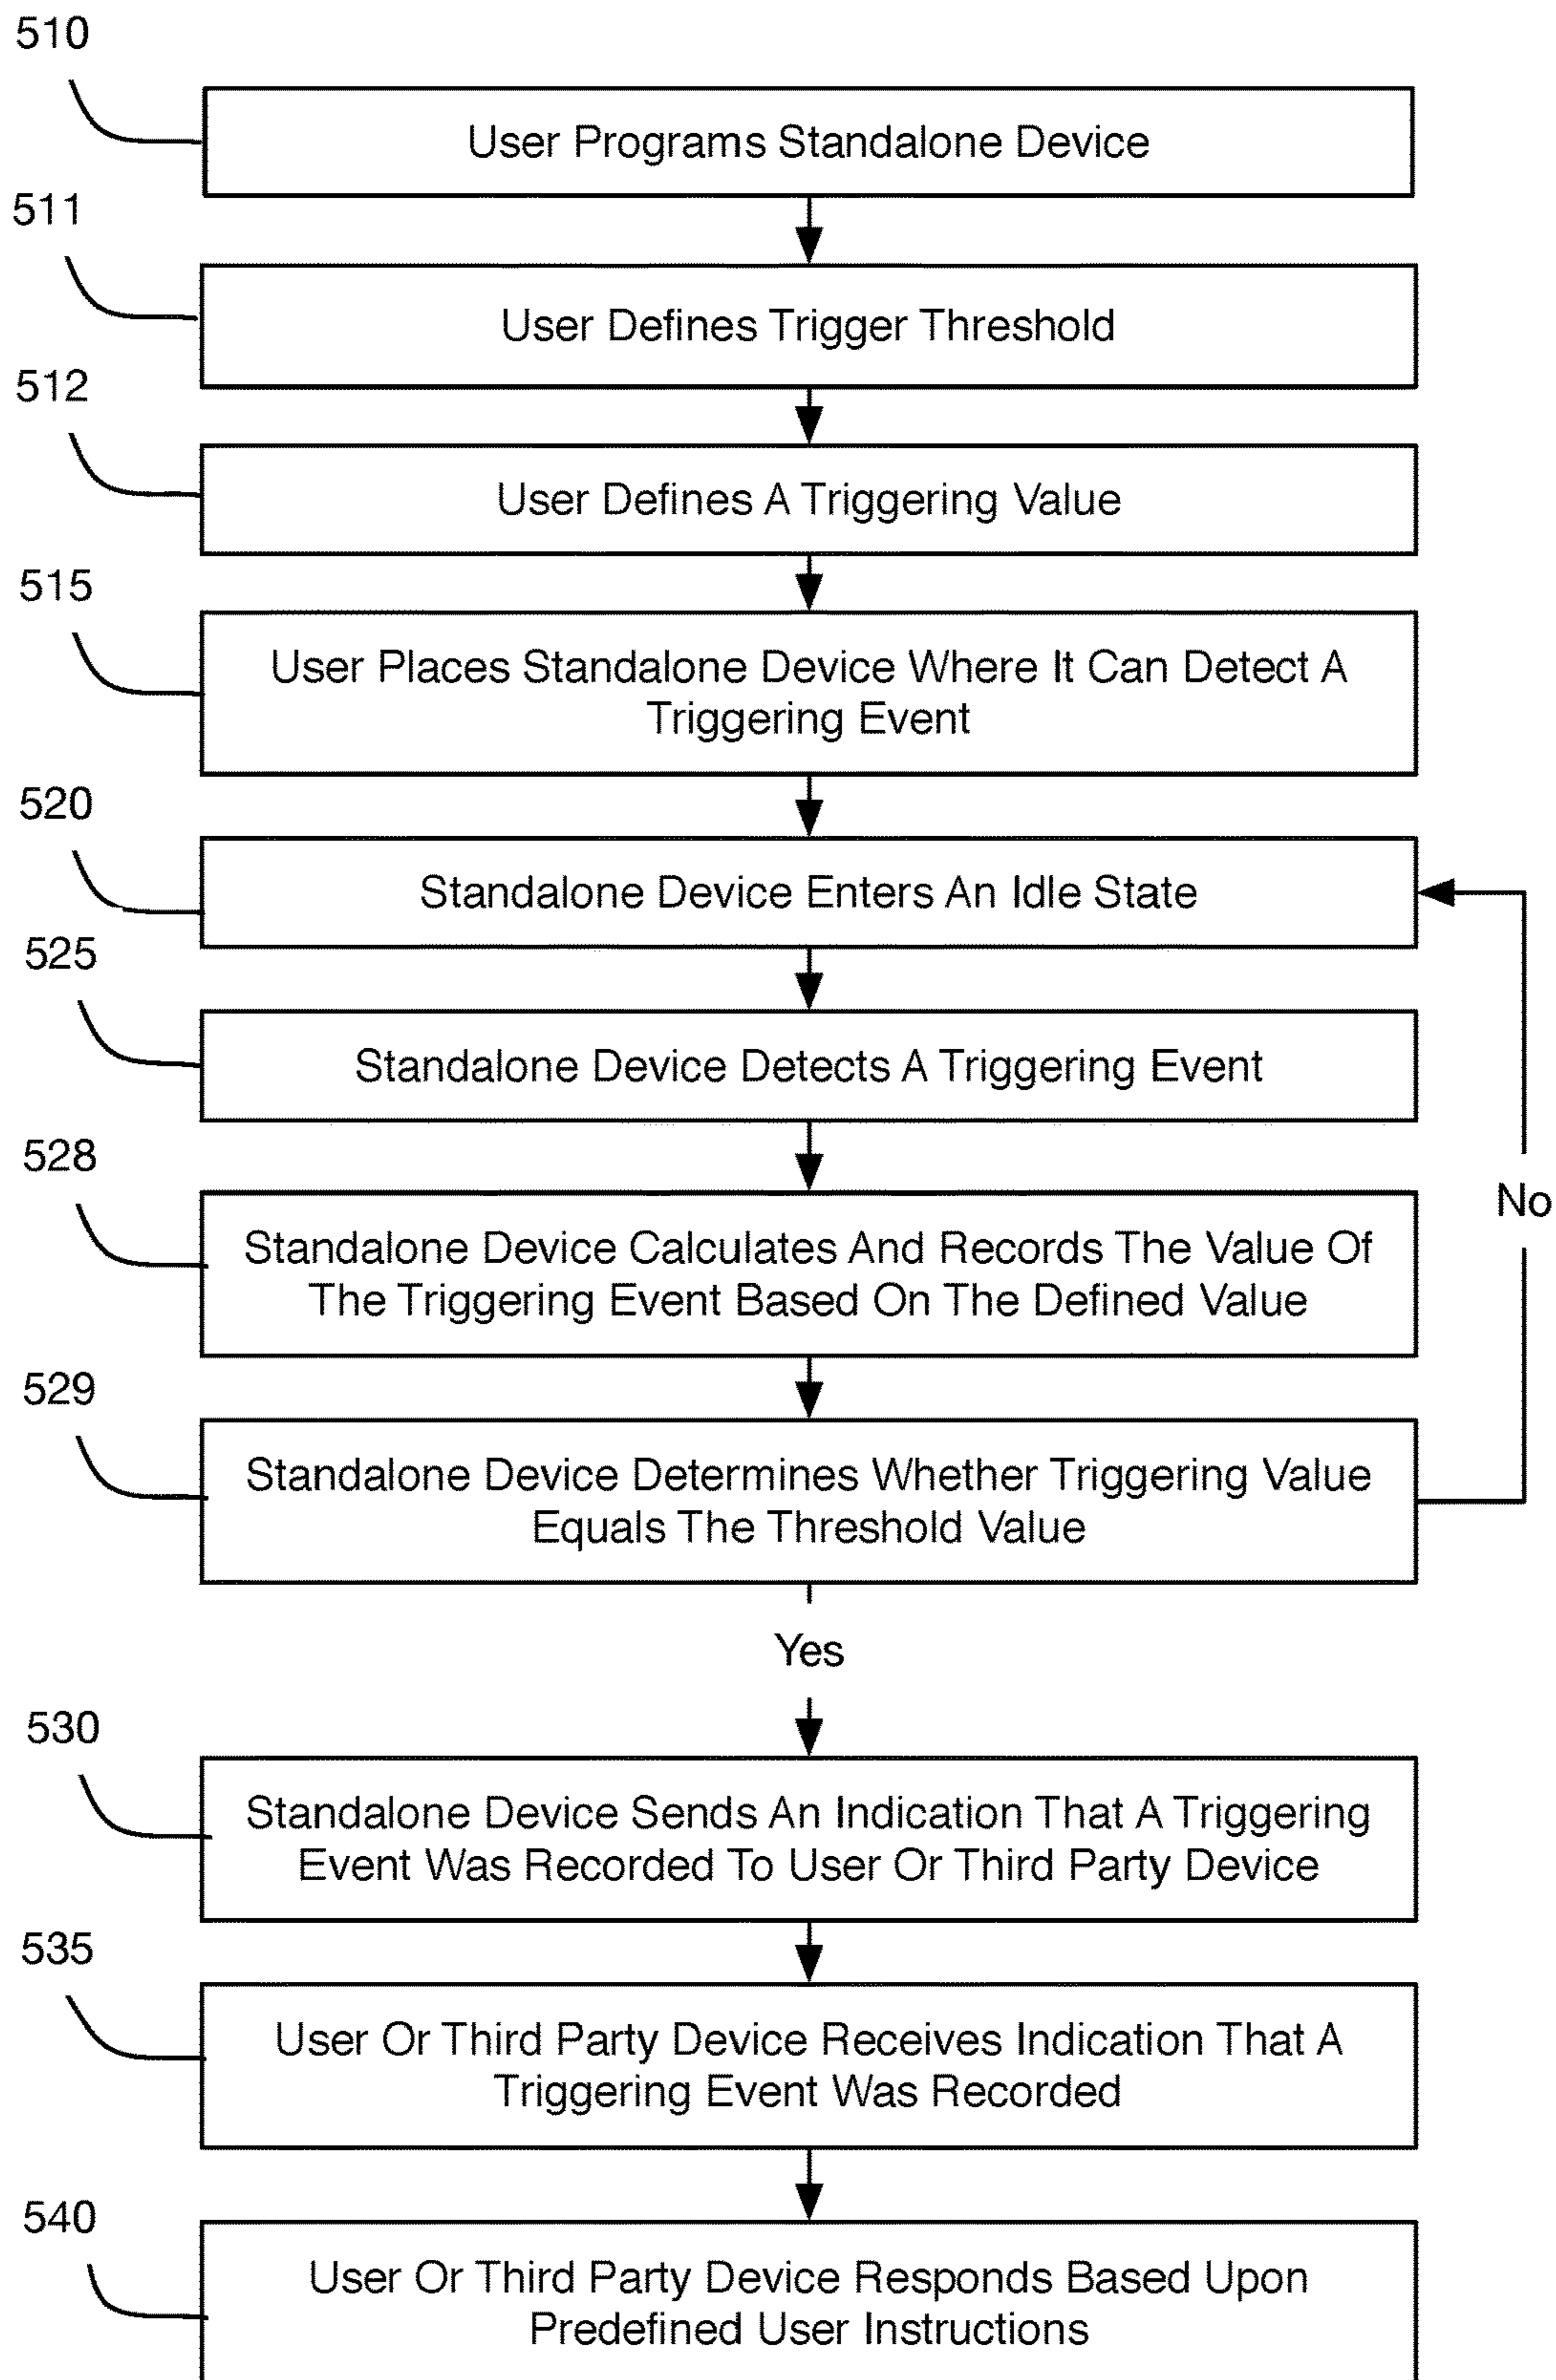 510
User Programs Standalone Device
511
User Defines Trigger Threshold
512
User Defines A Triggering Value
515
User Places Standalone Device Where It Can Detect A
Triggering Event
520
Standalone Device Enters An Idle State
525
Standalone Device Detects A Triggering Event
528
No
Standalone Device Calculates And Records The Value Of
The Triggering Event Based On The Defined Value
529
Standalone Device Determines Whether Triggering Value
Equals The Threshold Value
Yes
530
Standalone Device Sends An Indication That A Triggering
Event Was Recorded To User Or Third Party Device
535
User Or Third Party Device Receives Indication That A
Triggering Event Was Recorded
540
User Or Third Party Device Responds Based Upon
Predefined User Instructions